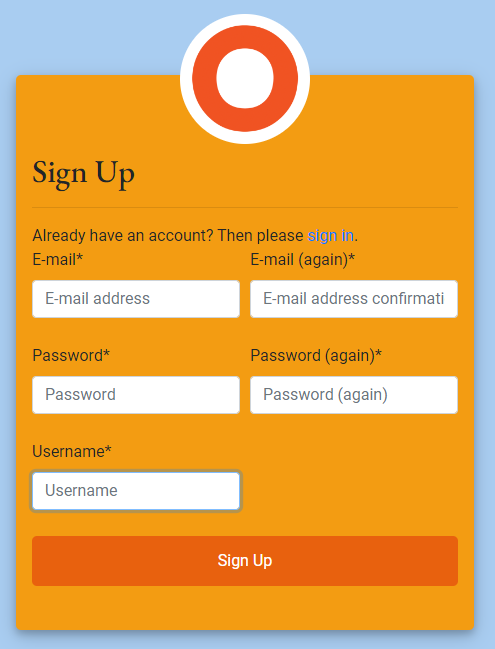 Sign Up
Already have an account? Then please sign in.
E-mail* E-mail (again)*
E-mail address E-mail address confirmati
Password* Password (again)*
Password Password (again)
Username*
Username
Sign Up